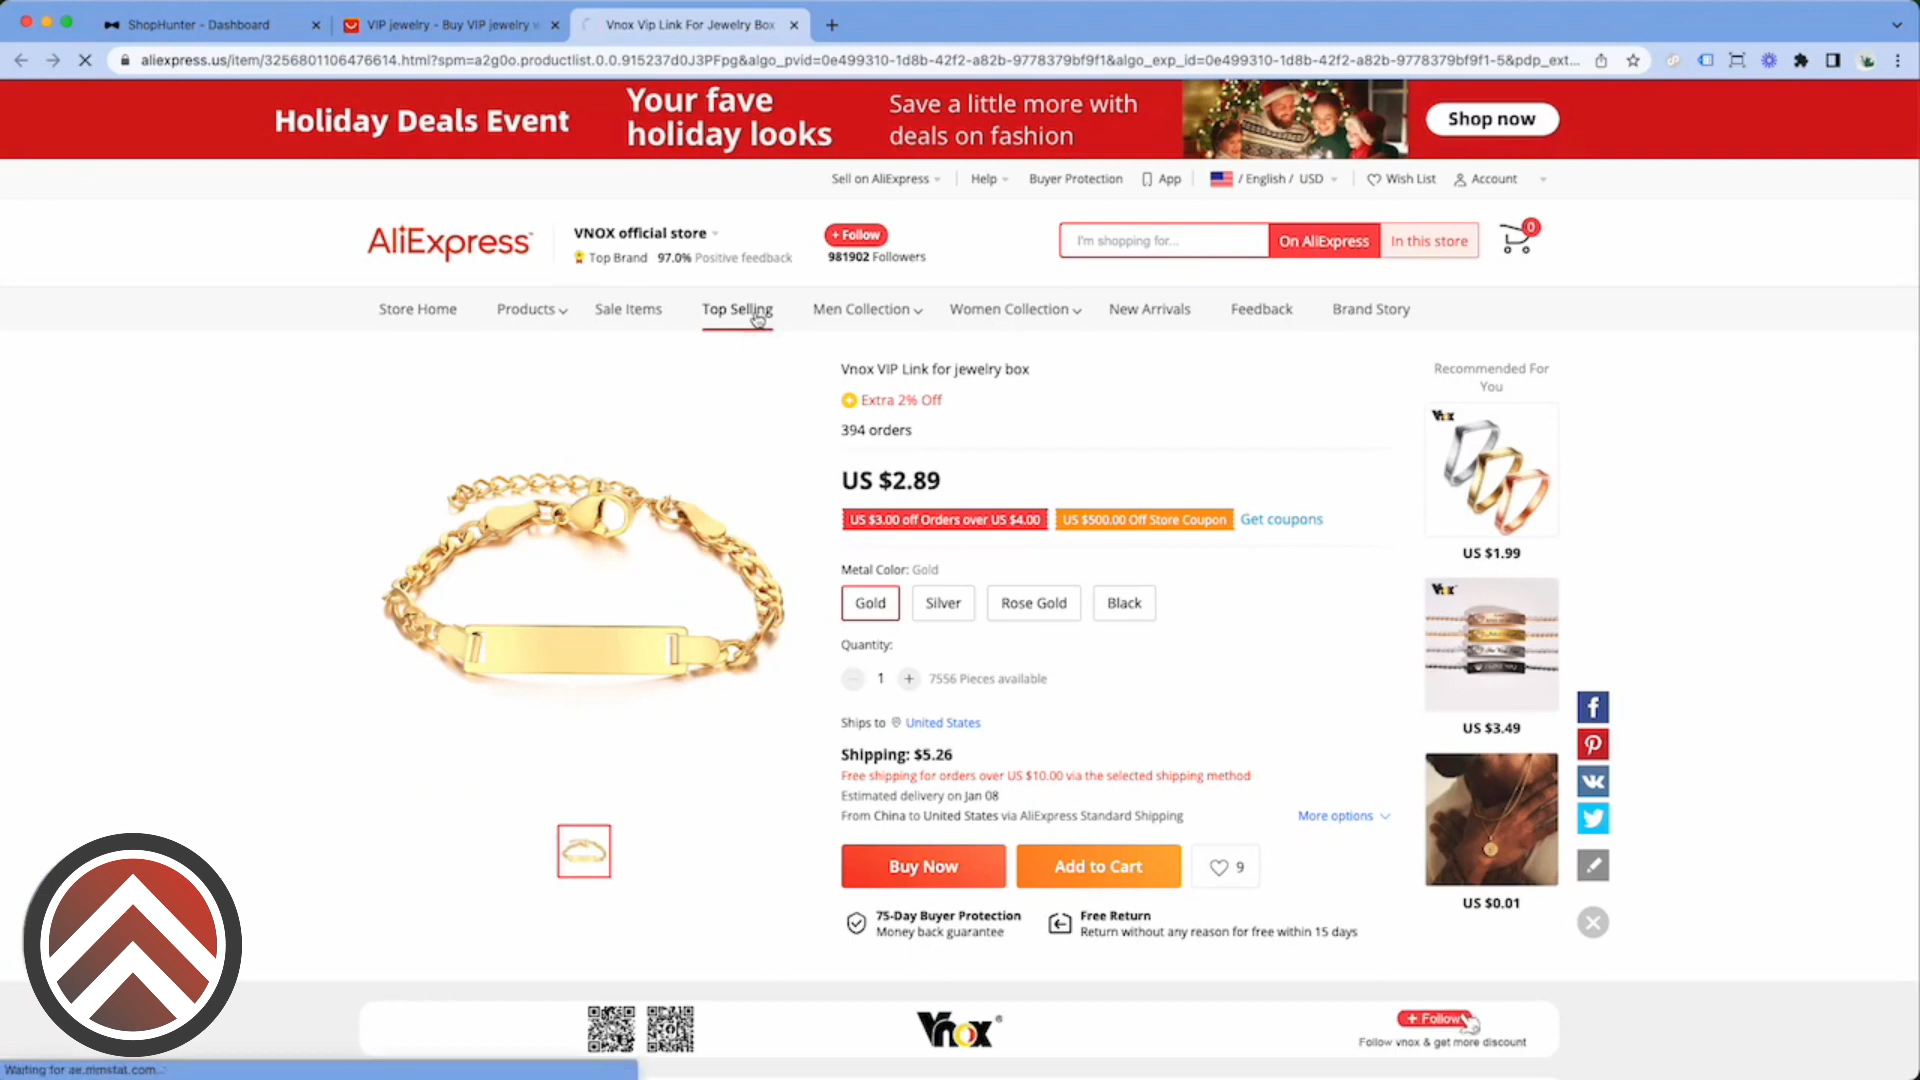 ShopHunter - Dashboard
VIP jewelry - Buy VIP jewelry w
Vnox Vip Link For Jewelry Box
aliexpress.us/item/3256801106476614.html?spm=a2g0o.productlist.0.0.915237d0J3PFpg&algo_pvid=0e499310-1d8b-42f2-a82b-9778379bf9f1&algo_exp_id=0e499310-1d8b-42f2-a82b-9778379bf9f1-5&pdp_ext...
Holiday Deals Event
Your fave
holiday looks
Save a little more with
deals on fashion
Shop now
Sell on AliExpress
Help
Buyer Protection
App
/ English / USD
Wish List
Account
AliExpress
VNOX official store
Top Brand 97.0% Positive feedback
+ Follow
981902 Followers
I'm shopping for...
On AliExpress
In this store
0
Store Home
Products
Sale Items
Top Selling
Men Collection
Women Collection
New Arrivals
Feedback
Brand Story
Vnox VIP Link for jewelry box
Extra 2% Off
394 orders
US $2.89
US $3.00 off Orders over US $4.00
US $500.00 Off Store Coupon
Get coupons
Metal Color: Gold
Gold
Silver
Rose Gold
Black
Quantity:
1
7556 Pieces available
Ships to United States
Shipping: $5.26
Free shipping for orders over US $10.00 via the selected shipping method
Estimated delivery on Jan 08
From China to United States via AliExpress Standard Shipping
More options
Buy Now
Add to Cart
9
75-Day Buyer Protection
Money back guarantee
Free Return
Return without any reason for free within 15 days
Recommended For
You
Vnox
US $1.99
Vnox
US $3.49
US $0.01
Vnox
+ Follow
Follow vnox & get more discount
Waiting for ae.mmstat.com...